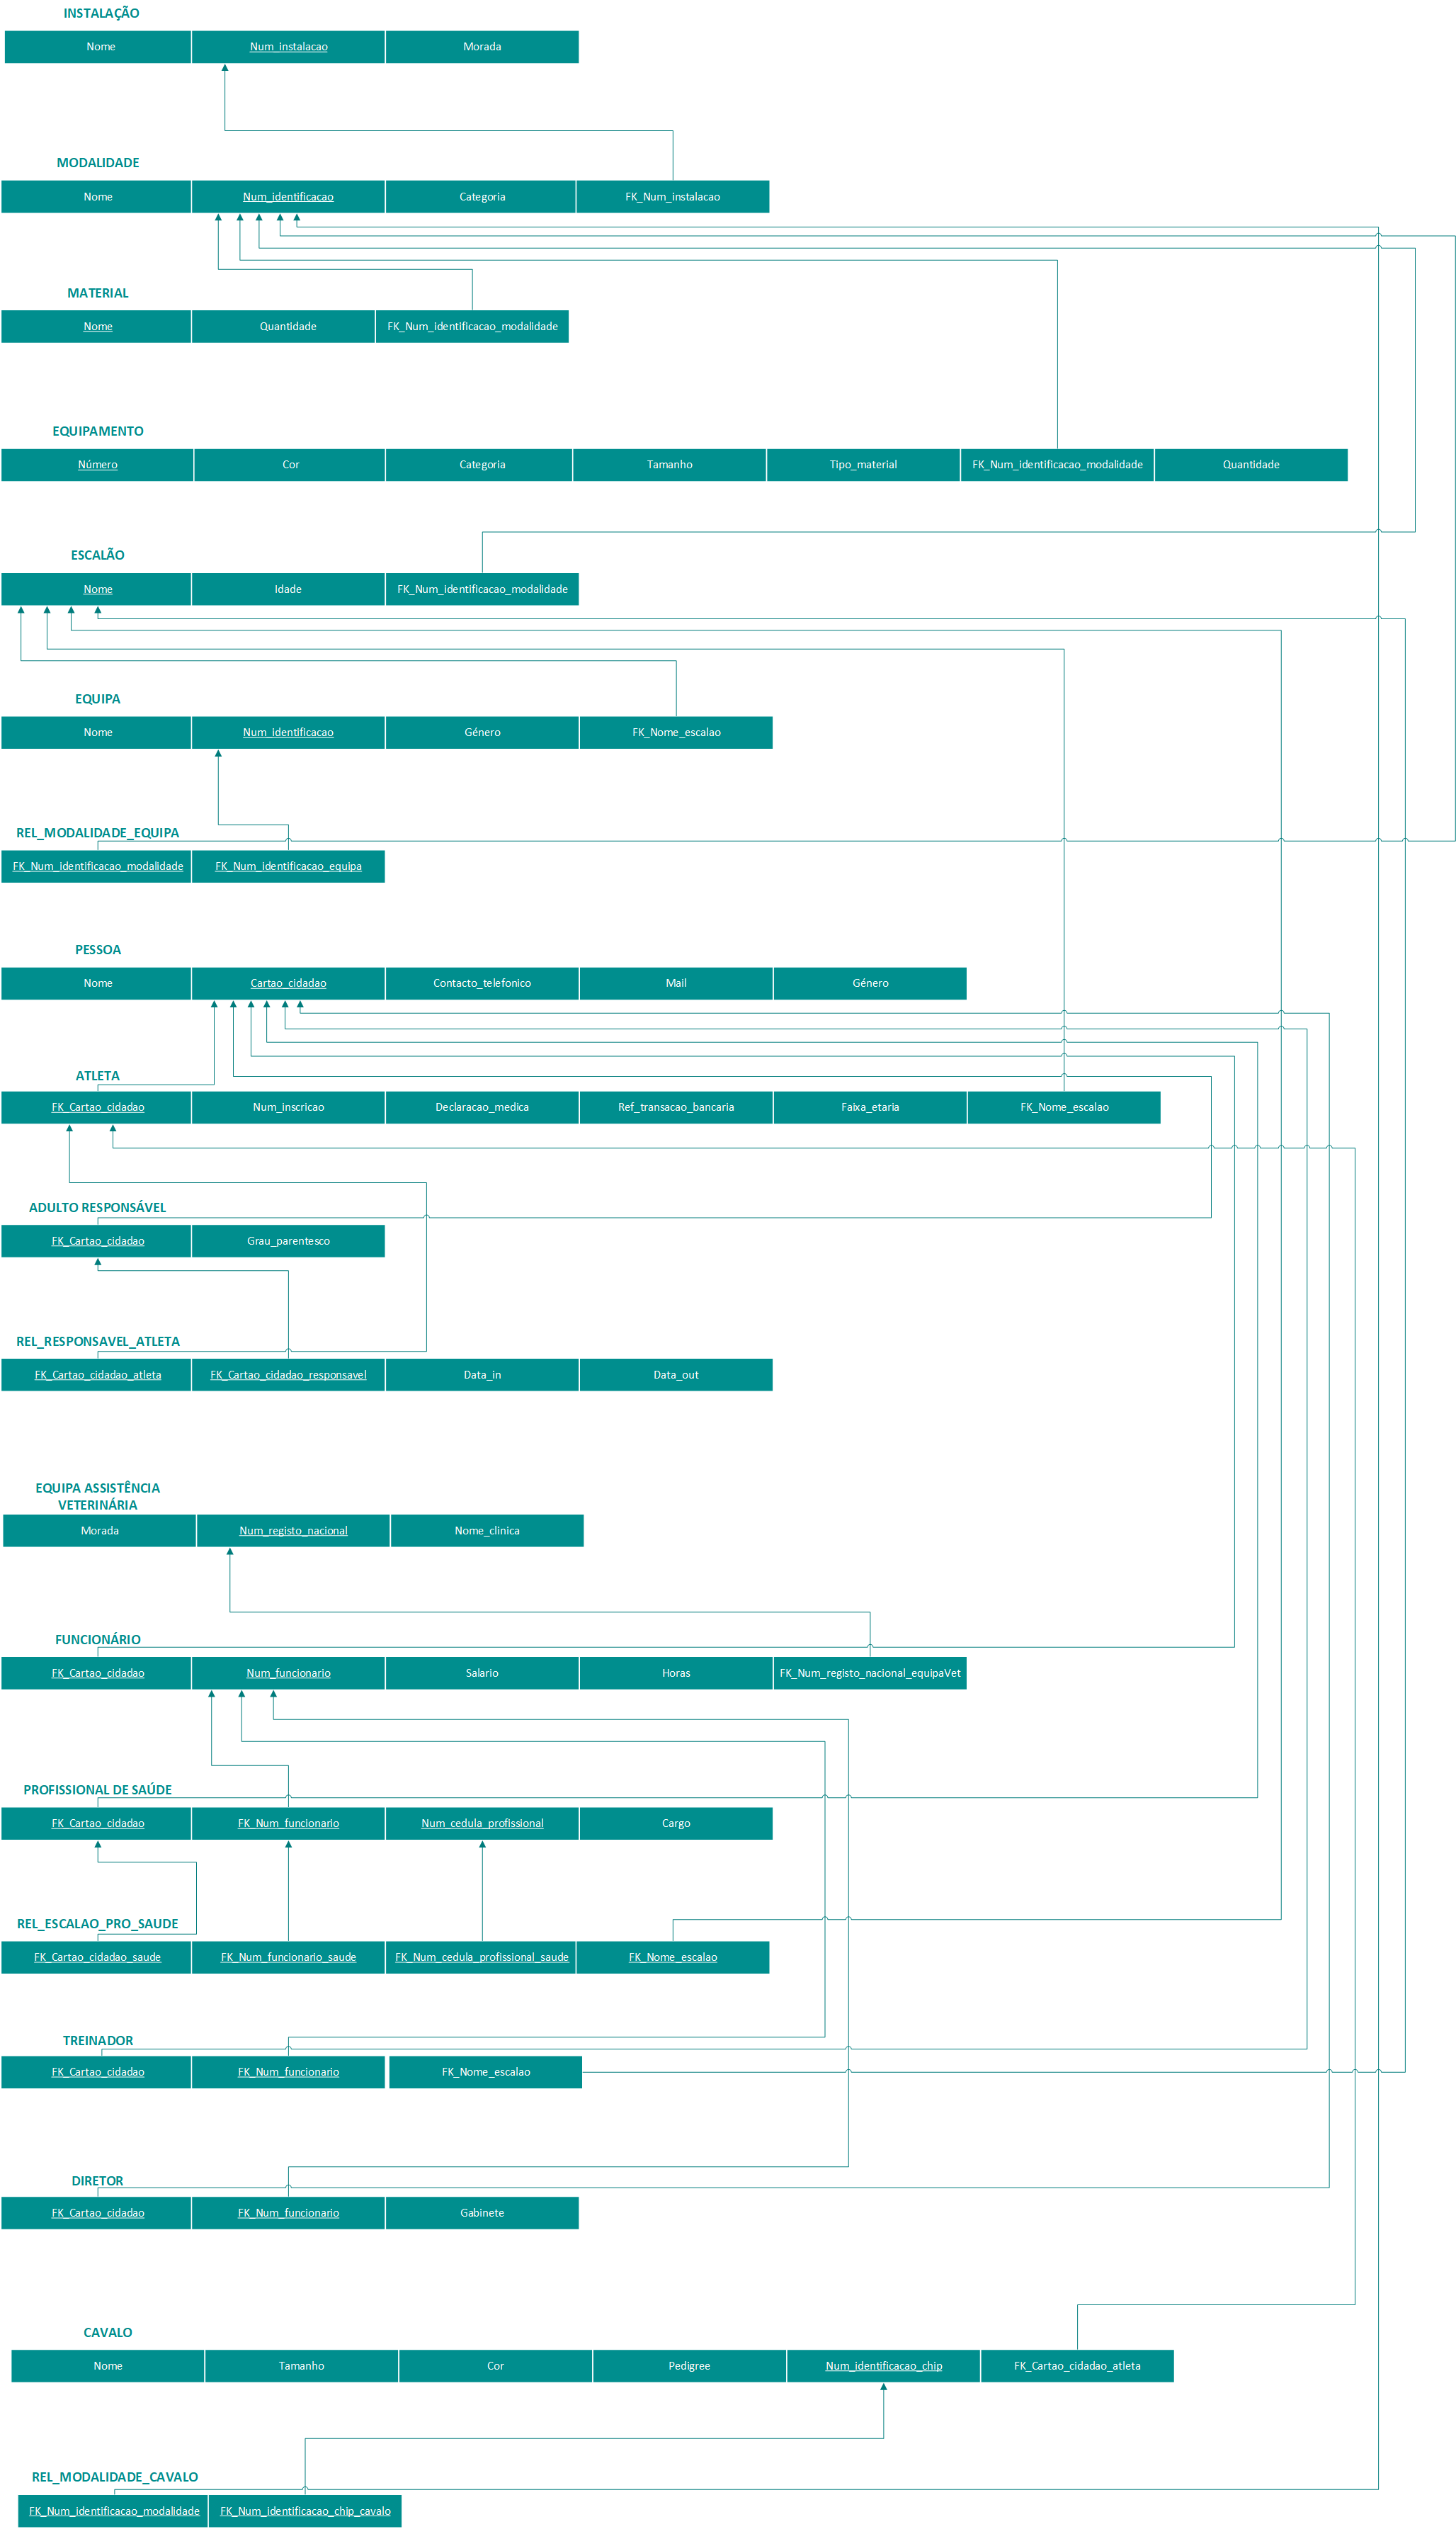 INSTALAÇÃO
Nome Num_instalacao Morada
MODALIDADE
Nome Num_identificacao Categoria FK_Num_instalacao
MATERIAL
Nome Quantidade FK_Num_identificacao_modalidade
EQUIPAMENTO
Número Cor Categoria Tamanho Tipo_material FK_Num_identificacao_modalidade Quantidade
ESCALÃO
Nome Idade FK_Num_identificacao_modalidade
EQUIPA
Nome Num_identificacao Género FK_Nome_escalao
REL_MODALIDADE_EQUIPA
FK_Num_identificacao_modalidade FK_Num_identificacao_equipa
PESSOA
Nome Cartao_cidadao Contacto_telefonico Mail Género
ATLETA
FK_Cartao_cidadao Num_inscricao Declaracao_medica Ref_transacao_bancaria Faixa_etaria FK_Nome_escalao
ADULTO RESPONSÁVEL
FK_Cartao_cidadao Grau_parentesco
REL_RESPONSAVEL_ATLETA
FK_Cartao_cidadao_atleta FK_Cartao_cidadao_responsavel Data_in Data_out
EQUIPA ASSISTÊNCIA
VETERINÁRIA
Morada Num_registo_nacional Nome_clinica
FUNCIONÁRIO
FK_Cartao_cidadao Num_funcionario Salario Horas FK_Num_registo_nacional_equipaVet
PROFISSIONAL DE SAÚDE
FK_Cartao_cidadao FK_Num_funcionario Num_cedula_profissional Cargo
REL_ESCALAO_PRO_SAUDE
FK_Cartao_cidadao_saude FK_Num_funcionario_saude FK_Num_cedula_profissional_saude FK_Nome_escalao
TREINADOR
FK_Cartao_cidadao FK_Num_funcionario FK_Nome_escalao
DIRETOR
FK_Cartao_cidadao FK_Num_funcionario Gabinete
CAVALO
Nome Tamanho Cor Pedigree Num_identificacao_chip FK_Cartao_cidadao_atleta
REL_MODALIDADE_CAVALO
FK_Num_identificacao_modalidade FK_Num_identificacao_chip_cavalo